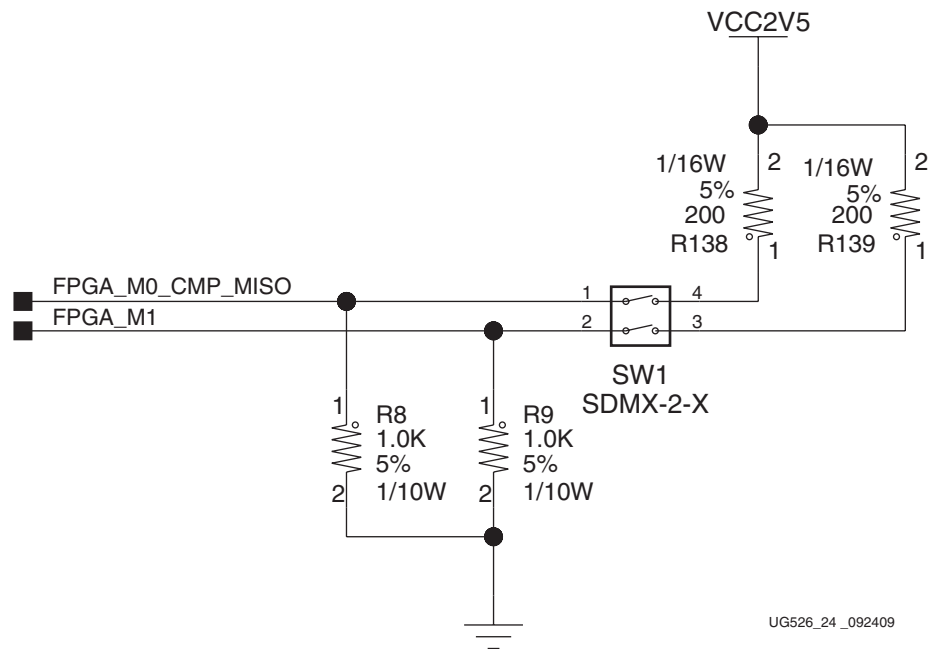 VCC2V5
1/16W
5%
200
R138
2
1
1/16W
5%
200
R139
2
1
FPGA_M0_CMP_MISO
FPGA_M1
1
2
4
3
SW1
SDMX-2-X
1
R8
1.0K
5%
1/10W
2
1
R9
1.0K
5%
1/10W
2
UG526_24 _092409